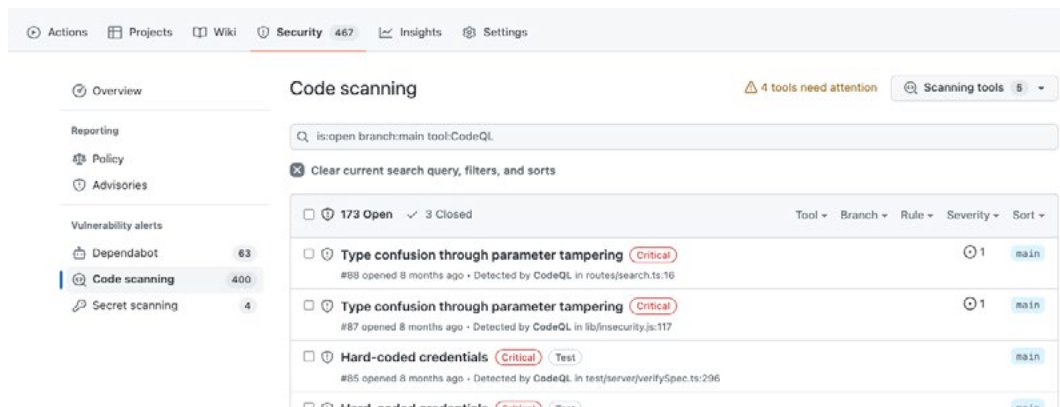 Actions Projects Wiki Security 467 Insights Settings
Overview
Reporting
Policy
Advisories
Vulnerability alerts
Dependabot 63
Code scanning 400
Secret scanning 4
Code scanning
4 tools need attention Scanning tools 5
is:open branch:main tool:CodeQL
Clear current search query, filters, and sorts
173 Open 3 Closed Tool Branch Rule Severity Sort
Type confusion through parameter tampering Critical 1 main
#88 opened 8 months ago • Detected by CodeQL in routes/search.ts:16
Type confusion through parameter tampering Critical 1 main
#87 opened 8 months ago • Detected by CodeQL in lib/insecurity.js:117
Hard-coded credentials Critical Test main
#85 opened 8 months ago • Detected by CodeQL in test/server/verifySpec.ts:296
Hard-coded credentials Critical Test main